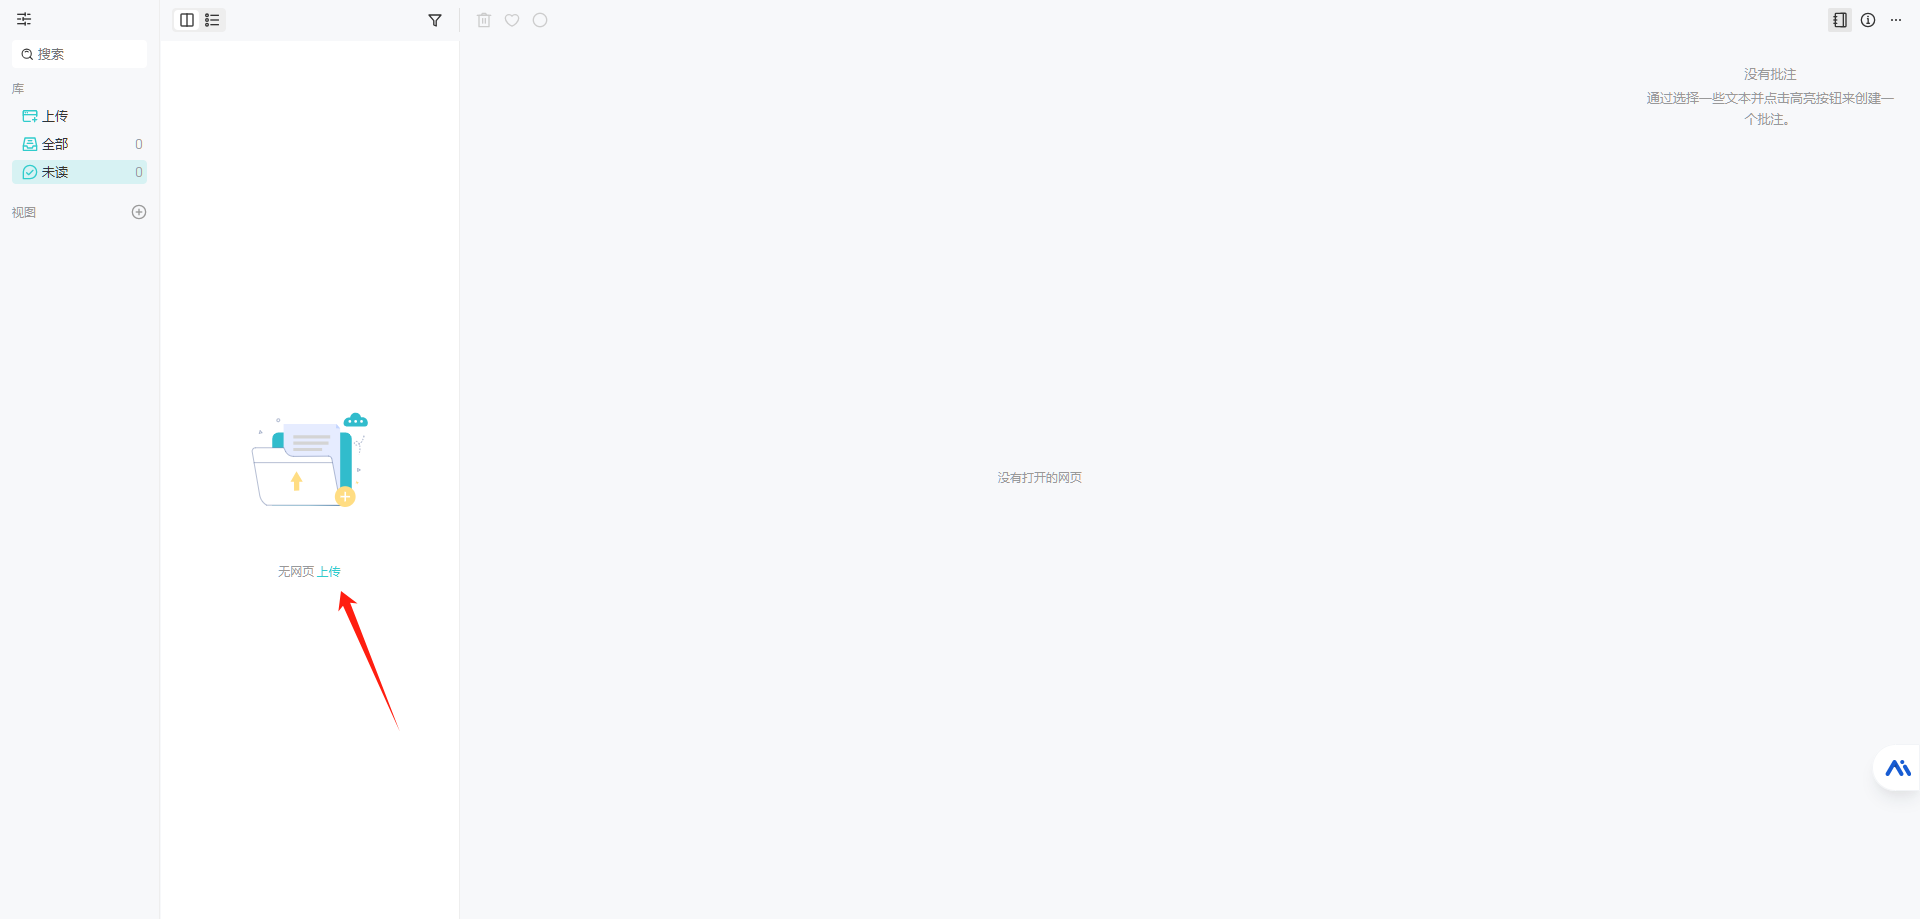 搜索
库
上传
全部 0
未读 0
视图
无网页 上传
没有打开的网页
没有批注
通过选择一些文本并点击高亮按钮来创建一
个批注。